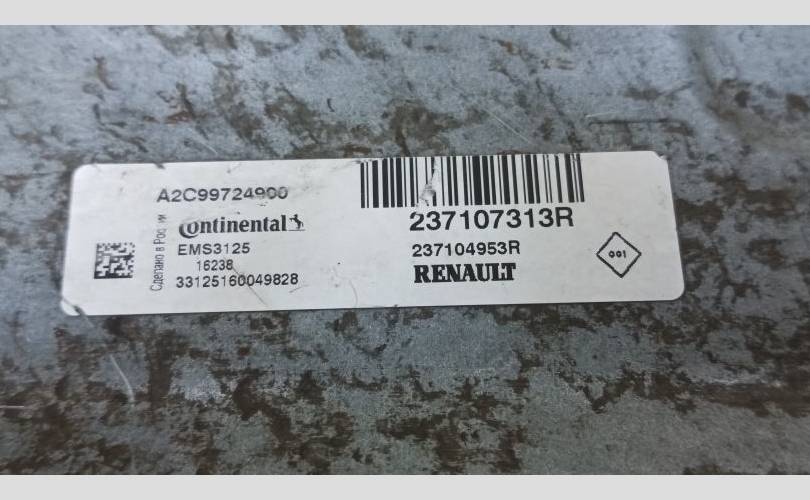 A2C99724900
Continental
EMS3125
16238
33125160049828
Сделано в России
237107313R
237104953R
RENAULT
001